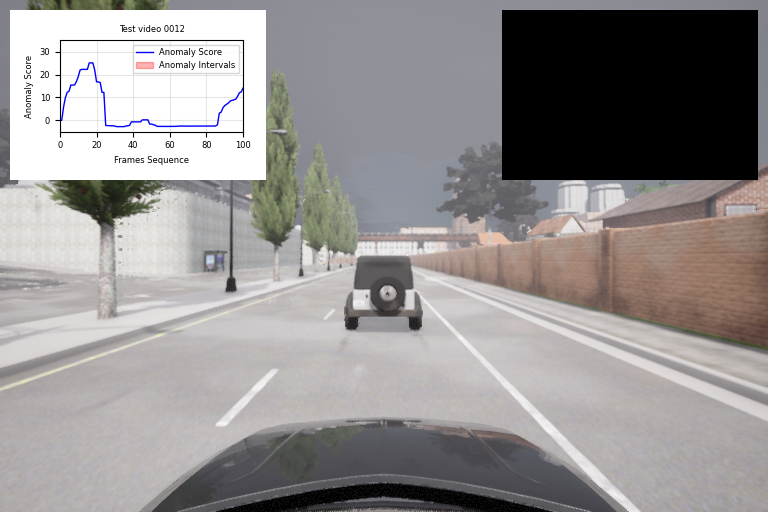 Test video 0012
Anomaly Score
Anomaly Intervals
30
20
10
0
Anomaly Score
0 20 40 60 80 100
Frames Sequence